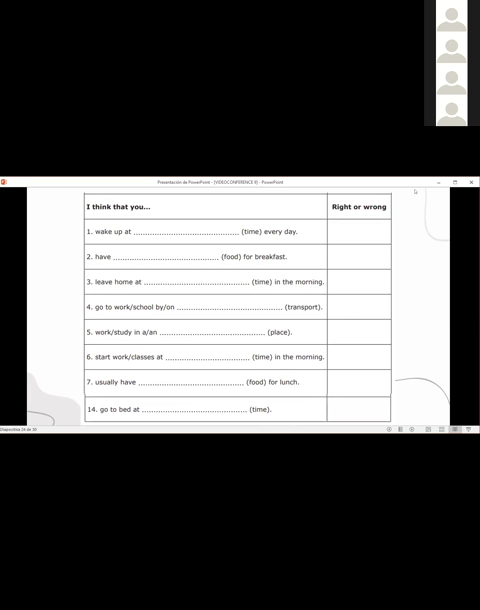 Presentación de PowerPoint - [VIDEOCONFERENCE 9] - PowerPoint
I think that you...
Right or wrong
1. wake up at .......................................... (time) every day.
2. have .......................................... (food) for breakfast.
3. leave home at .......................................... (time) in the morning.
4. go to work/school by/on .......................................... (transport).
5. work/study in a/an .......................................... (place).
6. start work/classes at .................................. (time) in the morning.
7. usually have .......................................... (food) for lunch.
14. go to bed at .......................................... (time).